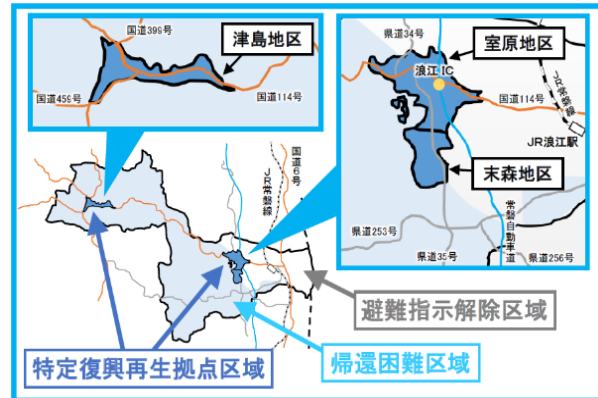 国道399号
津島地区
国道459号
国道114号
県道34号
室原地区
浪江IC
国道114号
JR常磐線
JR浪江駅
末森地区
県道253号
県道35号
常磐自動車道
県道256号
JR常磐線
国道6号
避難指示解除区域
特定復興再生拠点区域
帰還困難区域